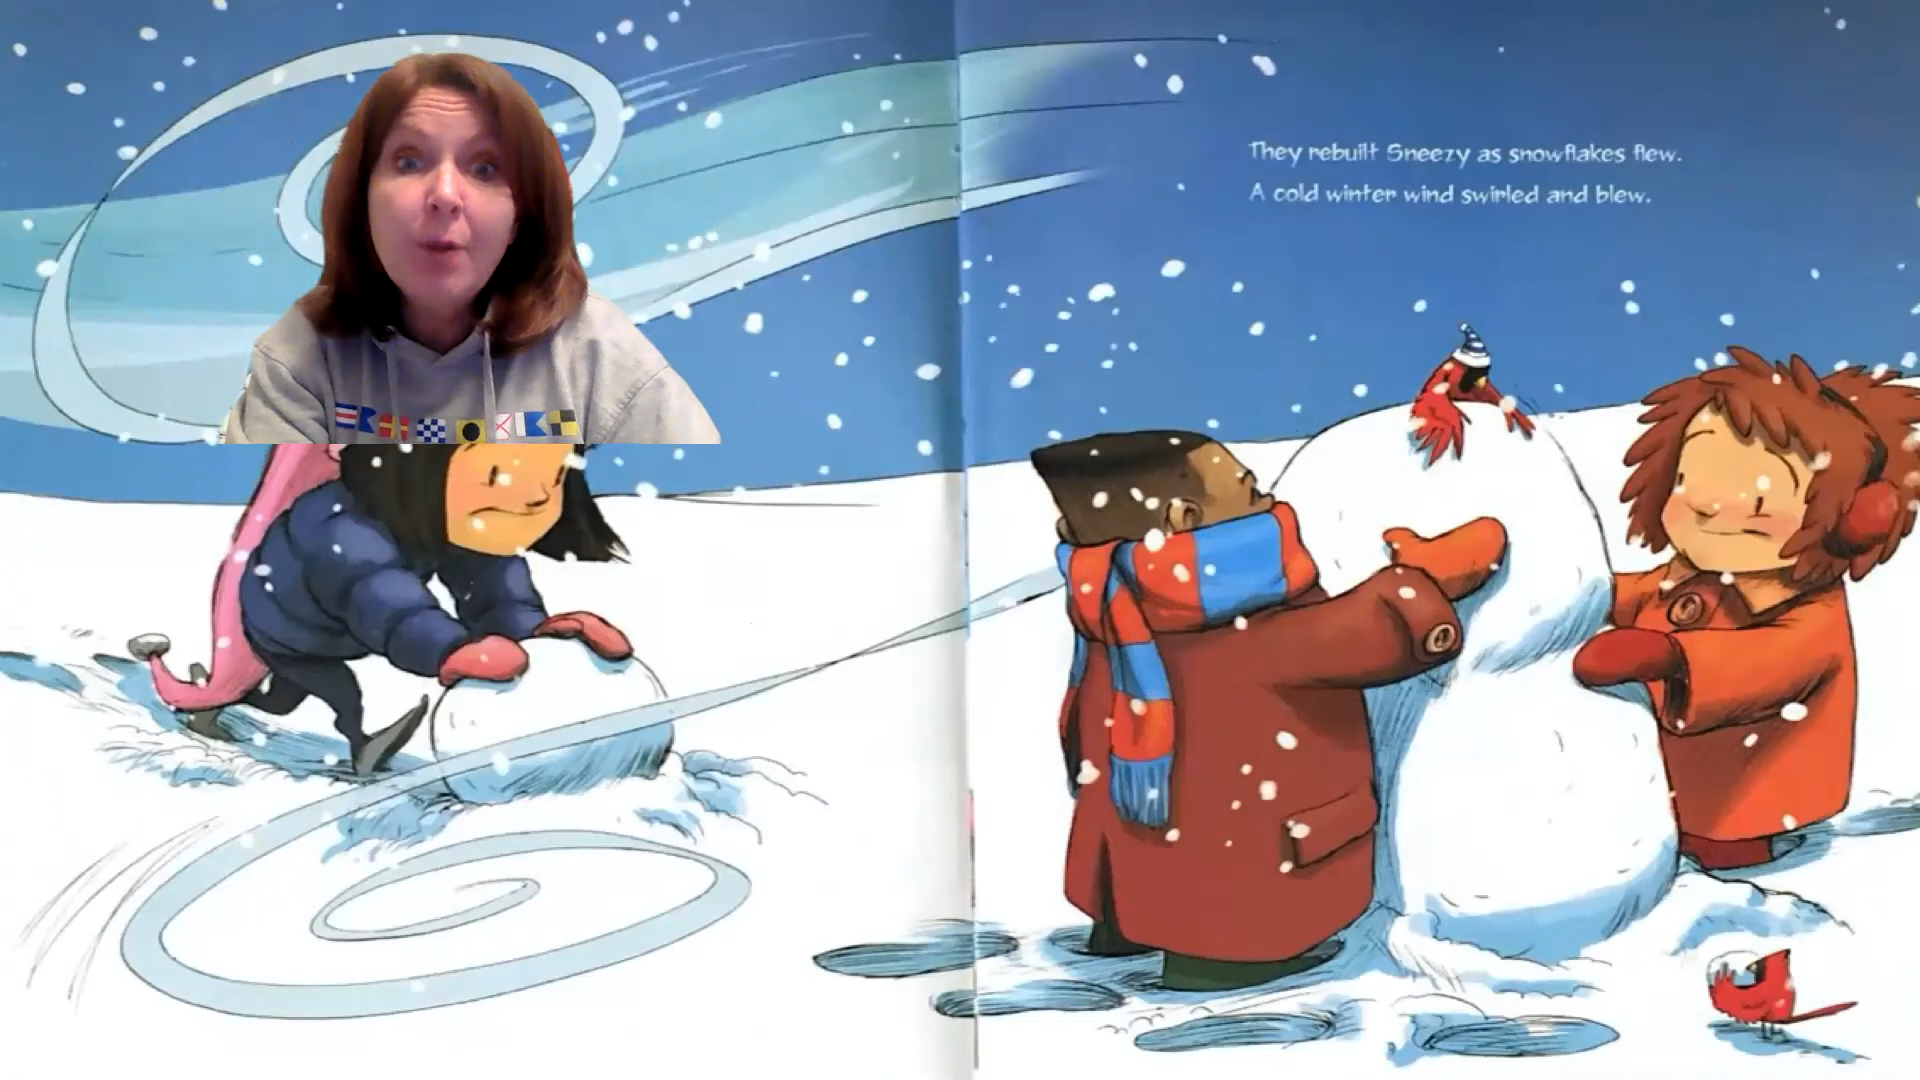 They rebuilt Sneezy as snowflakes flew.
A cold winter wind swirled and blew.